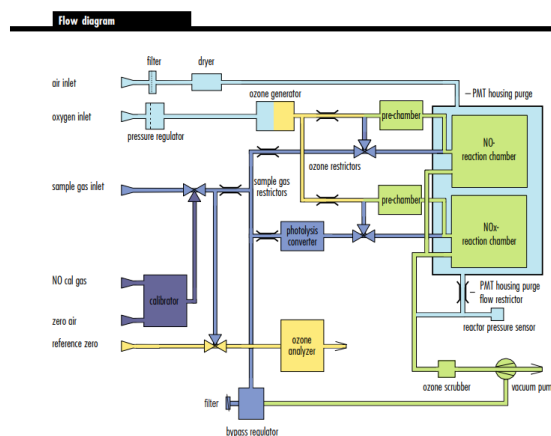 Flow diagram
filter
dryer
air inlet
ozone generator
– PMT housing purge
oxygen inlet
pre-chamber
pressure regulator
NO-
reaction chamber
ozone restrictors
sample gas inlet
sample gas
restrictors
pre-chamber
photolysis
converter
NOx-
reaction chamber
NO cal gas
calibrator
– PMT housing purge
flow restrictor
zero air
reactor pressure sensor
reference zero
ozone
analyzer
ozone scrubber
vacuum pump
filter
bypass regulator